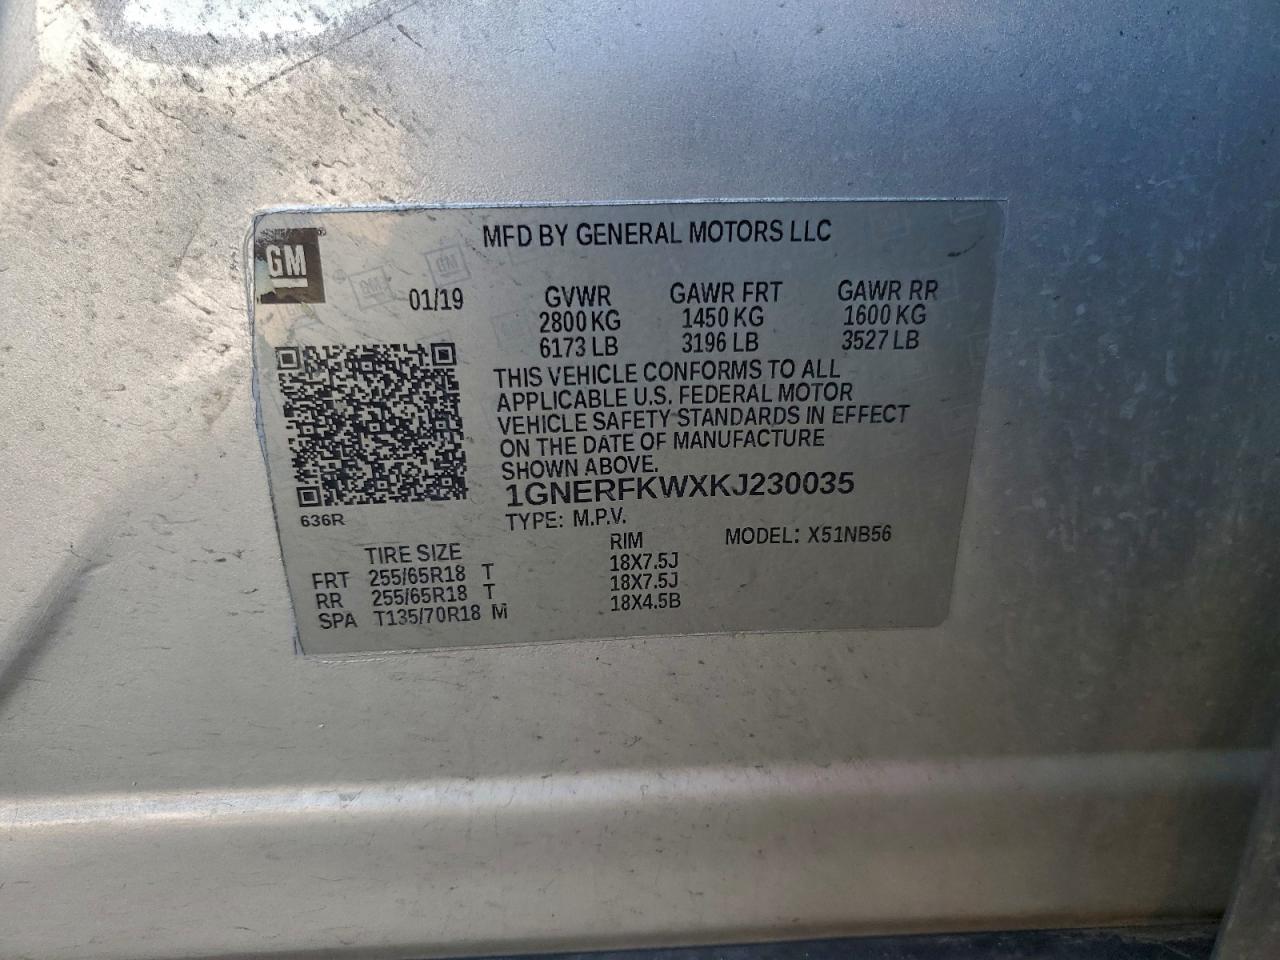 MFD BY GENERAL MOTORS LLC
GM
01/19
GVWR GAWR FRT GAWR RR
2800 KG 1450 KG 1600 KG
6173 LB 3196 LB 3527 LB
THIS VEHICLE CONFORMS TO ALL
APPLICABLE U.S. FEDERAL MOTOR
VEHICLE SAFETY STANDARDS IN EFFECT
ON THE DATE OF MANUFACTURE
SHOWN ABOVE.
1GNERFKWXKJ230035
636R
TYPE: M.P.V. MODEL: X51NB56
TIRE SIZE RIM
FRT 255/65R18 T 18X7.5J
RR 255/65R18 T 18X7.5J
SPA T135/70R18 M 18X4.5B